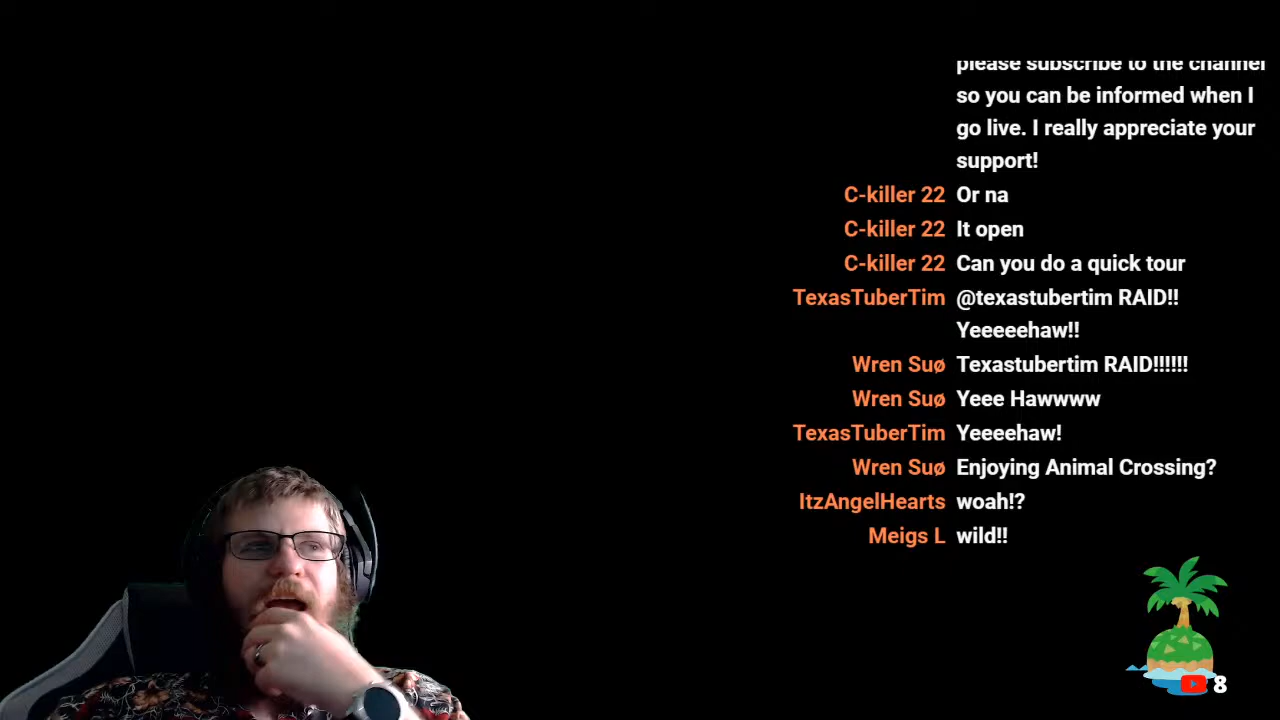 please subscribe to the channel
so you can be informed when I
go live. I really appreciate your
support!
C-killer 22 Or na
C-killer 22 It open
C-killer 22 Can you do a quick tour
TexasTuberTim @texastubertim RAID!!
Yeeeeehaw!!
Wren Suø Texastubertim RAID!!!!!!
Wren Suø Yeee Hawwww
TexasTuberTim Yeeeehaw!
Wren Suø Enjoying Animal Crossing?
ItzAngelHearts woah!?
Meigs L wild!!
8